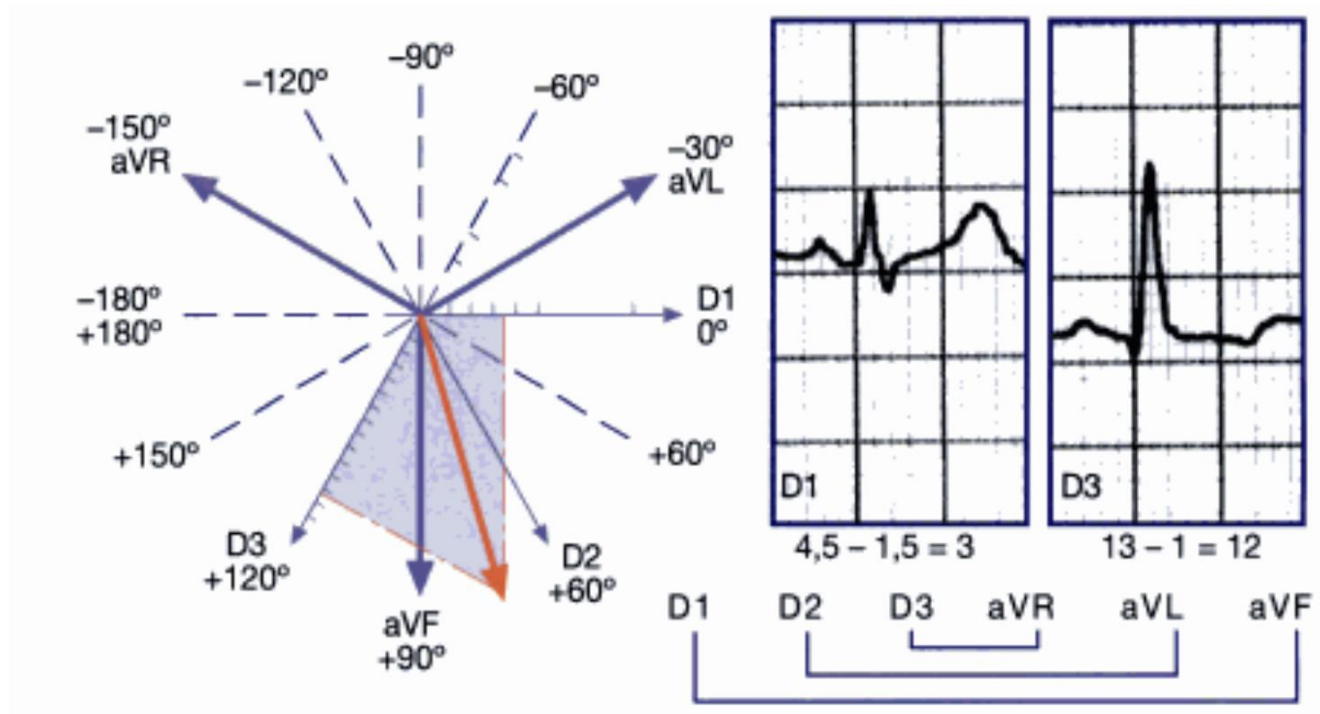 –90º
–120º
–60º
–150º
aVR
–30º
aVL
–180º
+180º
D1
0º
+150º
+60º
D3
+120º
D2
+60º
aVF
+90º
D1
D3
4,5 – 1,5 = 3
13 – 1 = 12
D1 D2 D3 aVR aVL aVF